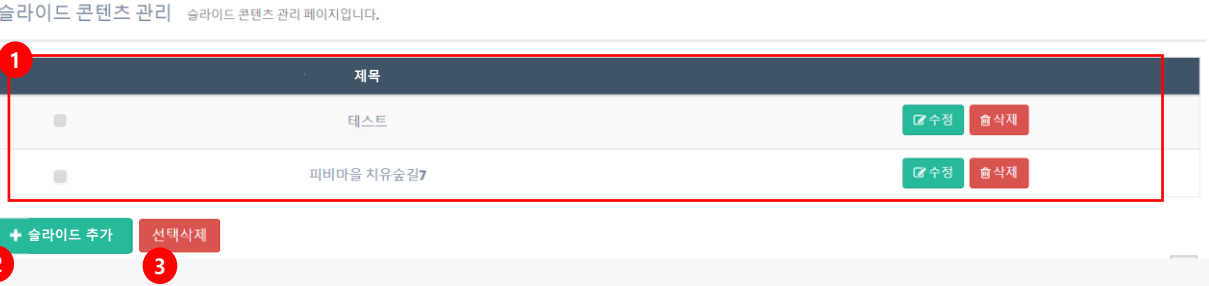 슬라이드 콘텐츠 관리 슬라이드 콘텐츠 관리 페이지입니다.
1
제목
테스트 수정 삭제
피비마을 치유숲길7 수정 삭제
+ 슬라이드 추가 선택삭제
2 3